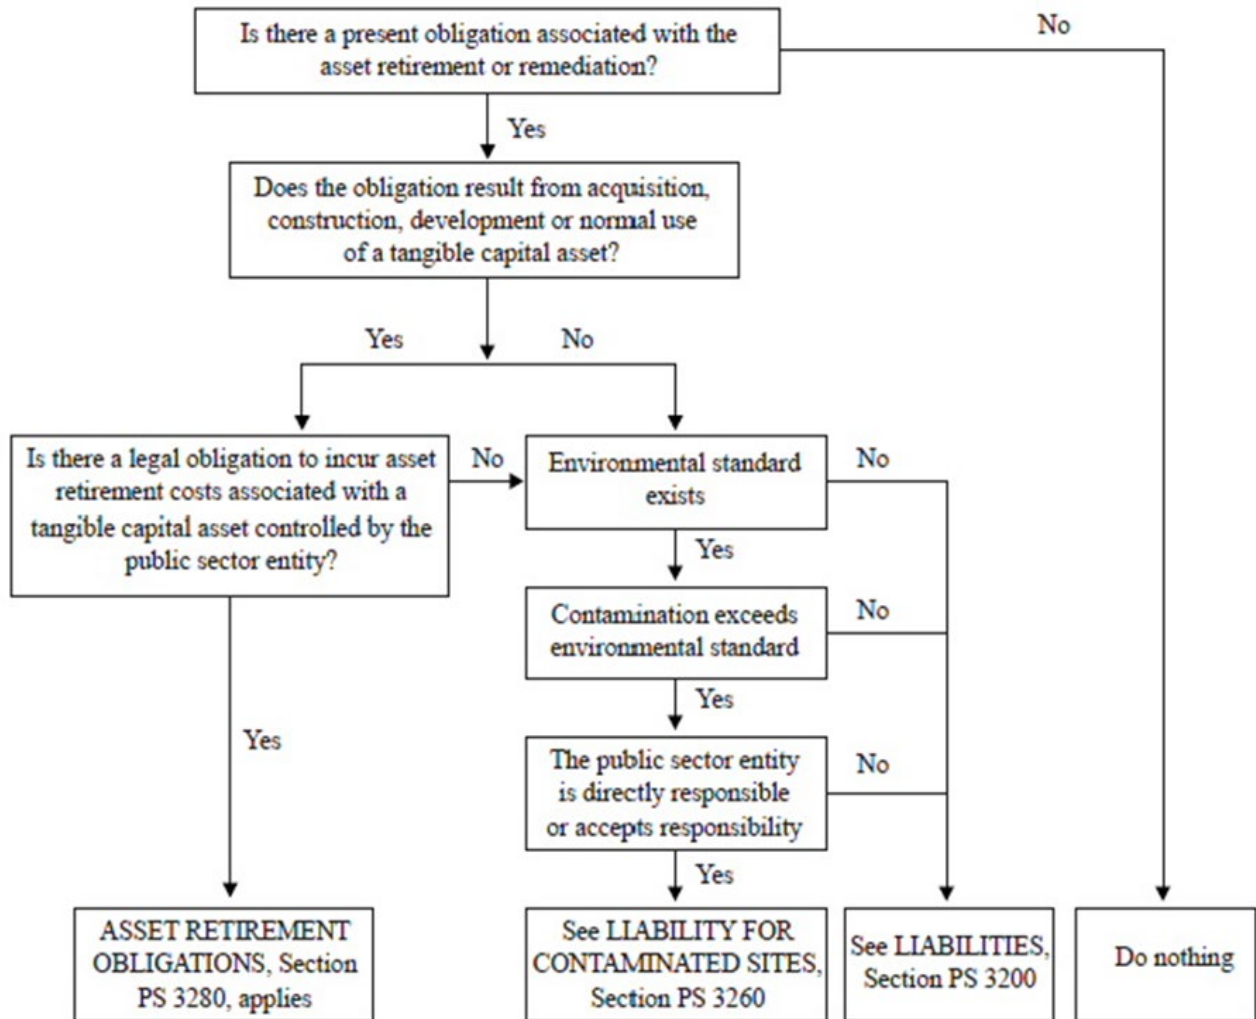 Is there a present obligation associated with the
asset retirement or remediation?
No
Yes
Does the obligation result from acquisition,
construction, development or normal use
of a tangible capital asset?
Yes
No
Is there a legal obligation to incur asset
retirement costs associated with a
tangible capital asset controlled by the
public sector entity?
No
Environmental standard
exists
No
Yes
Contamination exceeds
environmental standard
No
Yes
Yes
The public sector entity
is directly responsible
or accepts responsibility
No
Yes
ASSET RETIREMENT
OBLIGATIONS, Section
PS 3280, applies
See LIABILITY FOR
CONTAMINATED SITES,
Section PS 3260
See LIABILITIES,
Section PS 3200
Do nothing